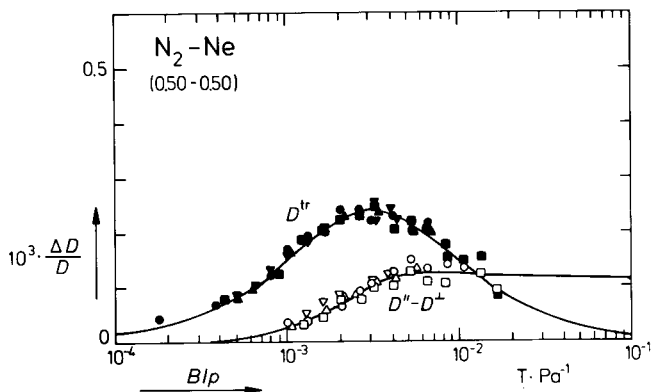 N₂-Ne
(0.50-0.50)
0.5
Dᵗʳ
10³· ΔD/D
D"-D⊥
0
10⁻⁴
10⁻³
10⁻²
10⁻¹
B/p
T·Pa⁻¹